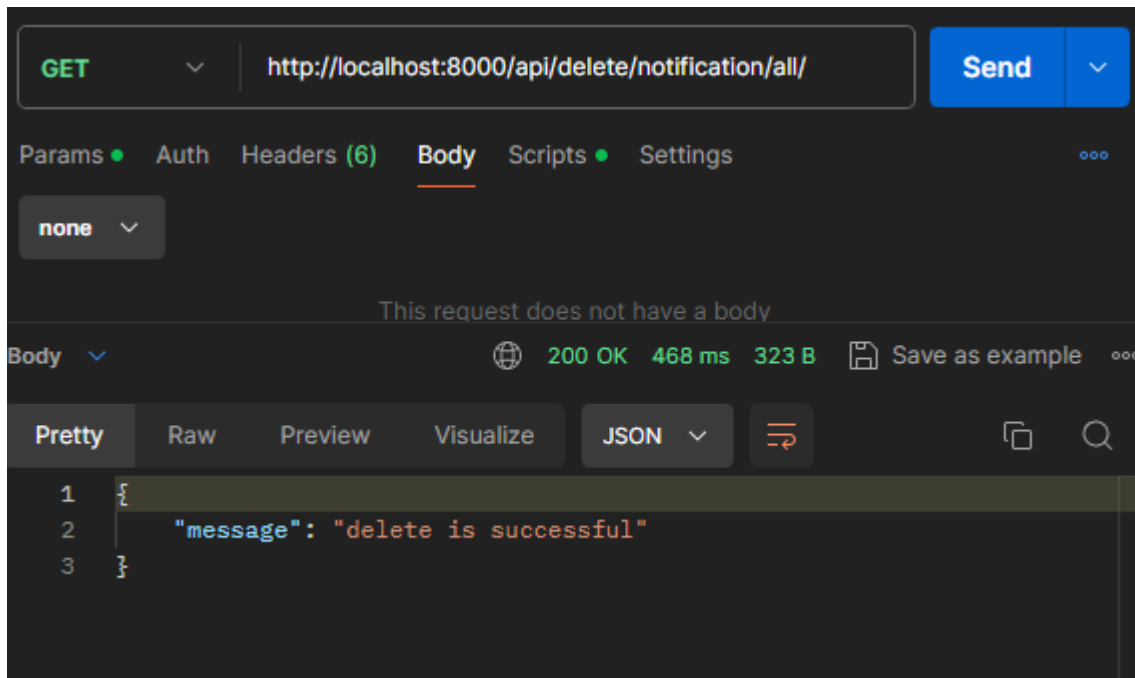 GET http://localhost:8000/api/delete/notification/all/ Send
Params Auth Headers (6) Body Scripts Settings
none
This request does not have a body
Body 200 OK 468 ms 323 B Save as example
Pretty Raw Preview Visualize JSON
1 {
2 "message": "delete is successful"
3 }